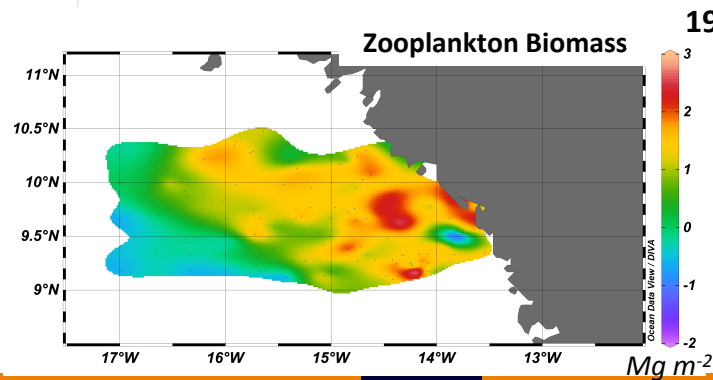 19
Zooplankton Biomass
11°N
10.5°N
10°N
9.5°N
9°N
17°W
16°W
15°W
14°W
13°W
3
2
1
0
-1
-2
Ocean Data View / DIVA
Mg m⁻²